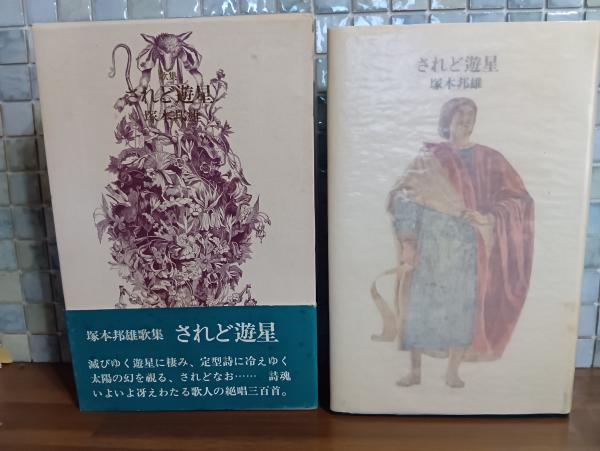 歌集
されど遊星
塚本邦雄
塚本邦雄歌集 されど遊星
滅びゆく遊星に棲み、定型詩に冷えゆく
太陽の幻を視る、されどなお…… 詩魂
いよいよ冴えわたる歌人の絶唱三百首。
されど遊星
塚本邦雄